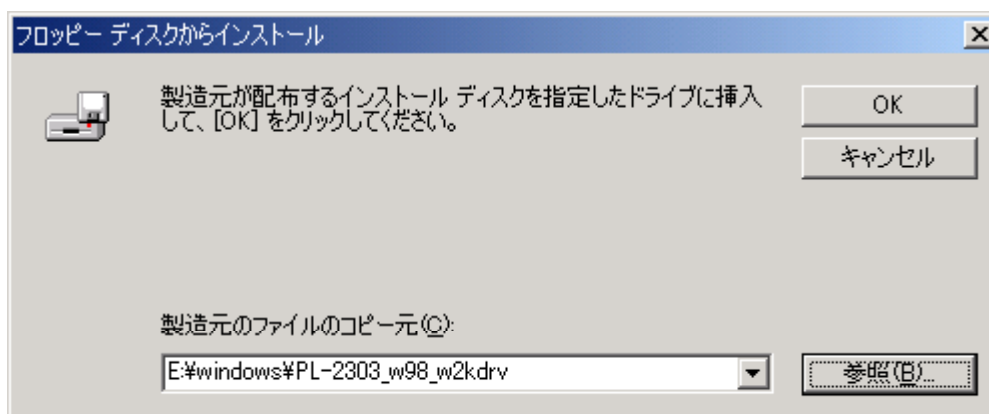 フロッピー ディスクからインストール
製造元が配布するインストール ディスクを指定したドライブに挿入
して、[OK] をクリックしてください。
OK
キャンセル
製造元のファイルのコピー元(C):
E:¥windows¥PL-2303_w98_w2kdrv
参照(B)...